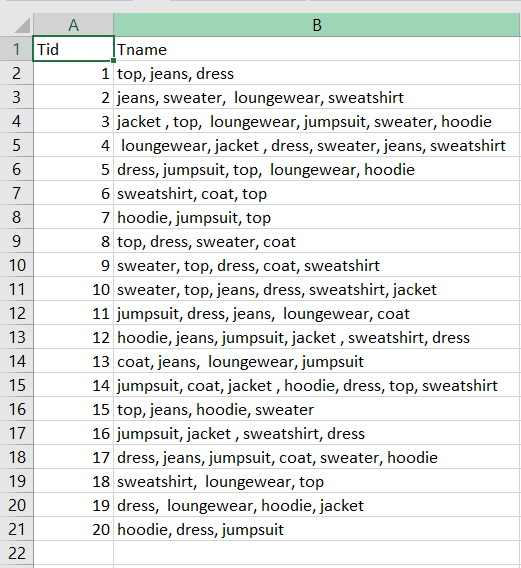 A B
1 Tid Tname
2 1 top, jeans, dress
3 2 jeans, sweater,  loungewear, sweatshirt
4 3 jacket , top,  loungewear, jumpsuit, sweater, hoodie
5 4  loungewear, jacket , dress, sweater, jeans, sweatshirt
6 5 dress, jumpsuit, top,  loungewear, hoodie
7 6 sweatshirt, coat, top
8 7 hoodie, jumpsuit, top
9 8 top, dress, sweater, coat
10 9 sweater, top, dress, coat, sweatshirt
11 10 sweater, top, jeans, dress, sweatshirt, jacket
12 11 jumpsuit, dress, jeans,  loungewear, coat
13 12 hoodie, jeans, jumpsuit, jacket , sweatshirt, dress
14 13 coat, jeans,  loungewear, jumpsuit
15 14 jumpsuit, coat, jacket , hoodie, dress, top, sweatshirt
16 15 top, jeans, hoodie, sweater
17 16 jumpsuit, jacket , sweatshirt, dress
18 17 dress, jeans, jumpsuit, coat, sweater, hoodie
19 18 sweatshirt,  loungewear, top
20 19 dress,  loungewear, hoodie, jacket
21 20 hoodie, dress, jumpsuit
22